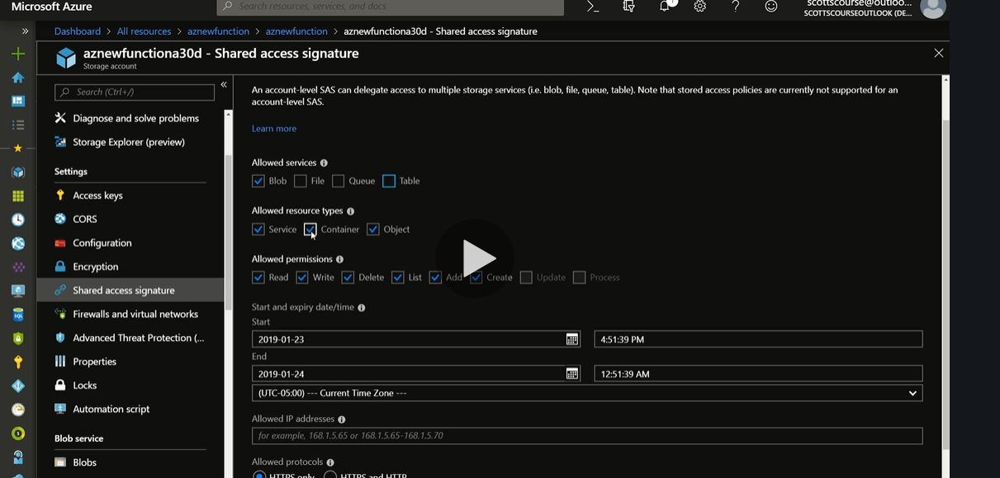 Microsoft Azure
Search resources, services, and docs
scottscourse@outloo...
SCOTTSCOURSEOUTLOOK (DE...
Dashboard > All resources > aznewfunction > aznewfunction > aznewfunctiona30d - Shared access signature
aznewfunctiona30d - Shared access signature
Storage account
Search (Ctrl+/)
Diagnose and solve problems
Storage Explorer (preview)
Settings
Access keys
CORS
Configuration
Encryption
Shared access signature
Firewalls and virtual networks
Advanced Threat Protection (...
Properties
Locks
Automation script
Blob service
Blobs
An account-level SAS can delegate access to multiple storage services (i.e. blob, file, queue, table). Note that stored access policies are currently not supported for an
account-level SAS.
Learn more
Allowed services
Blob File Queue Table
Allowed resource types
Service Container Object
Allowed permissions
Read Write Delete List Add Create Update Process
Start and expiry date/time
Start
2019-01-23 4:51:39 PM
End
2019-01-24 12:51:39 AM
(UTC-05:00) --- Current Time Zone ---
Allowed IP addresses
for example, 168.1.5.65 or 168.1.5.65-168.1.5.70
Allowed protocols
HTTPS only HTTPS and HTTP